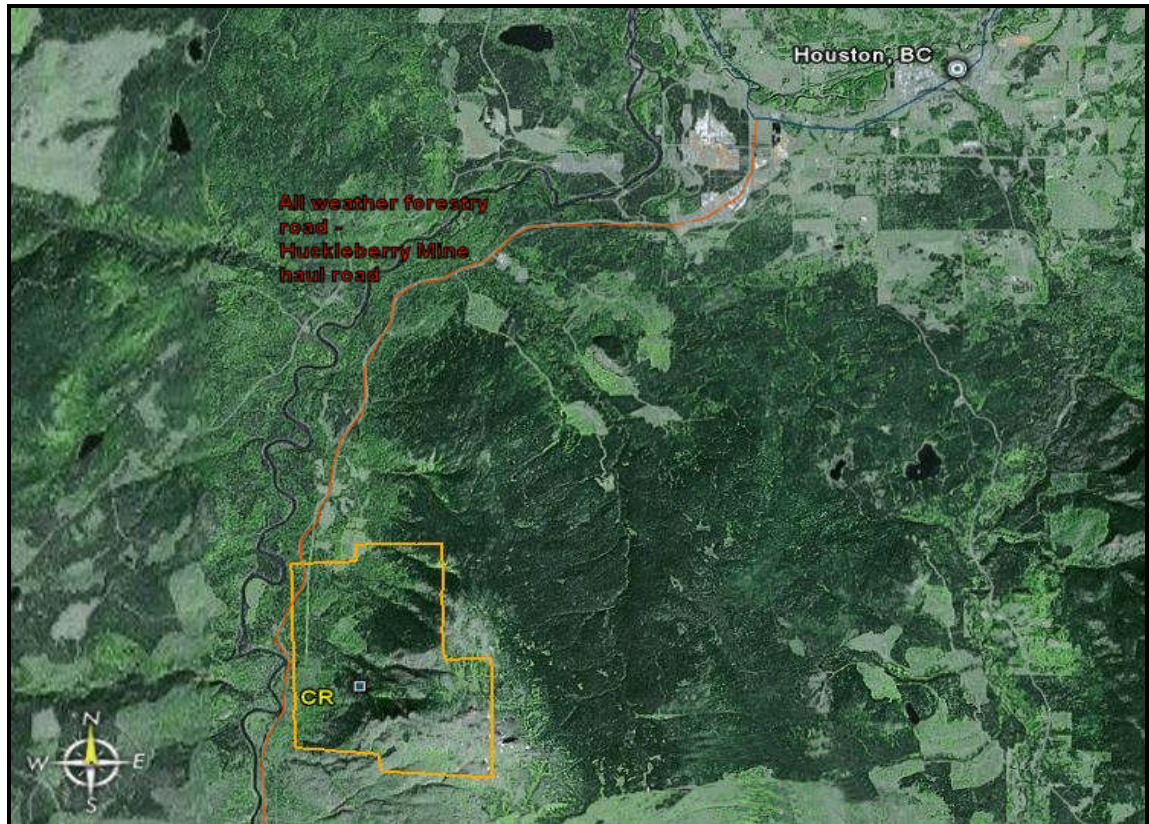 Houston, BC
All weather forestry
road -
Huckleberry Mine
haul road
CR
N
W E
S